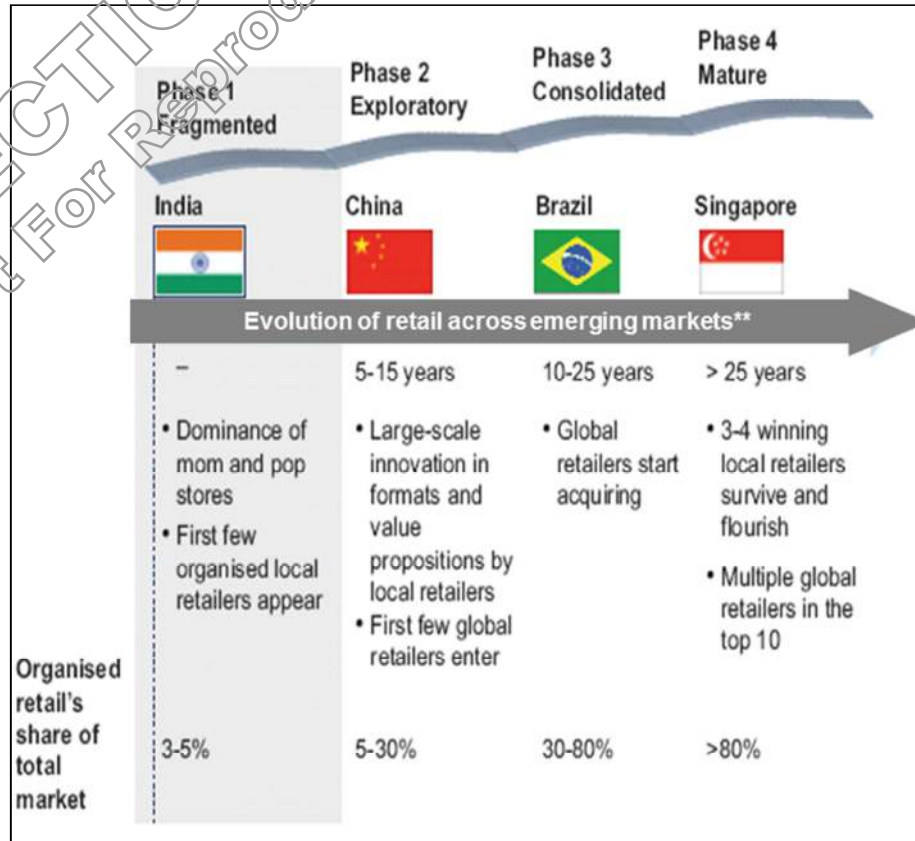 Phase 1
Fragmented
Phase 2
Exploratory
Phase 3
Consolidated
Phase 4
Mature
India
China
Brazil
Singapore
Evolution of retail across emerging markets**
–
5-15 years
10-25 years
> 25 years
• Dominance of
mom and pop
stores
• First few
organised local
retailers appear
• Large-scale
innovation in
formats and
value
propositions by
local retailers
• First few global
retailers enter
• Global
retailers start
acquiring
• 3-4 winning
local retailers
survive and
flourish
• Multiple global
retailers in the
top 10
Organised
retail's
share of
total
market
3-5%
5-30%
30-80%
>80%
For